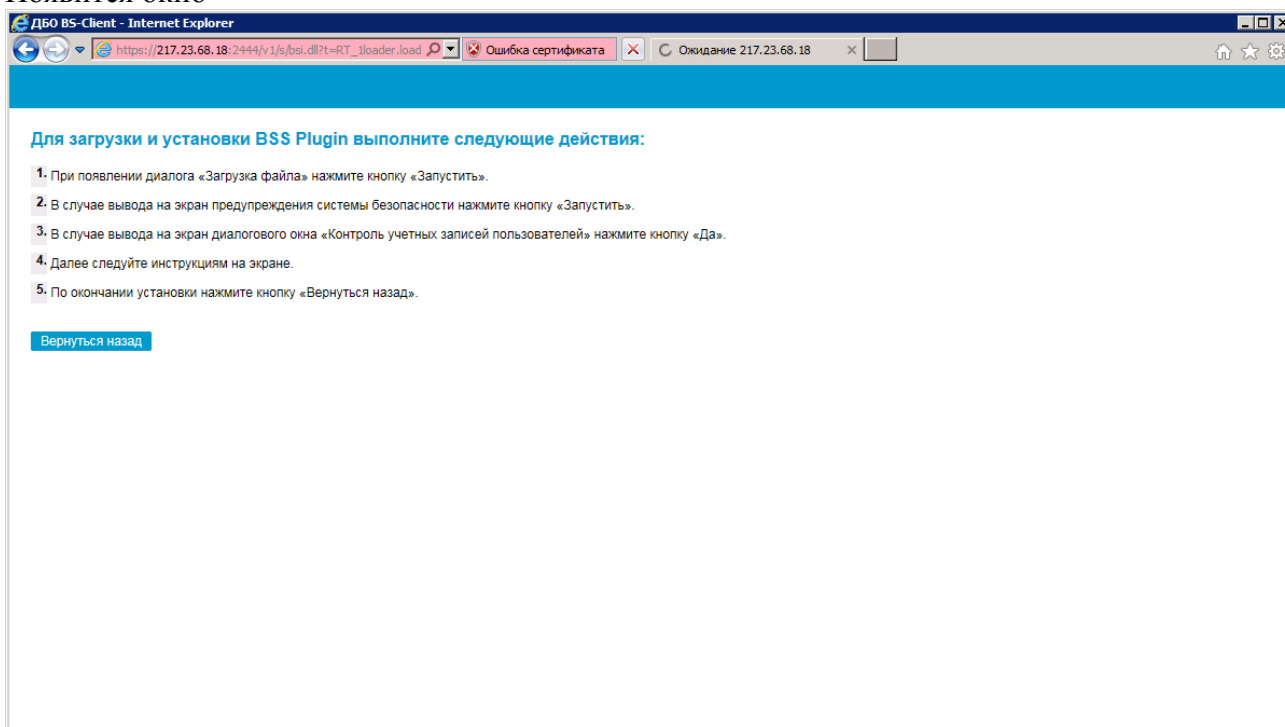 Появится окно
ДБО BS-Client - Internet Explorer
https://217.23.68.18:2444/v1/s/bsi.dll?t=RT_1loader.load
Ошибка сертификата
Ожидание 217.23.68.18
Для загрузки и установки BSS Plugin выполните следующие действия:
1. При появлении диалога «Загрузка файла» нажмите кнопку «Запустить».
2. В случае вывода на экран предупреждения системы безопасности нажмите кнопку «Запустить».
3. В случае вывода на экран диалогового окна «Контроль учетных записей пользователей» нажмите кнопку «Да».
4. Далее следуйте инструкциям на экране.
5. По окончании установки нажмите кнопку «Вернуться назад».
Вернуться назад